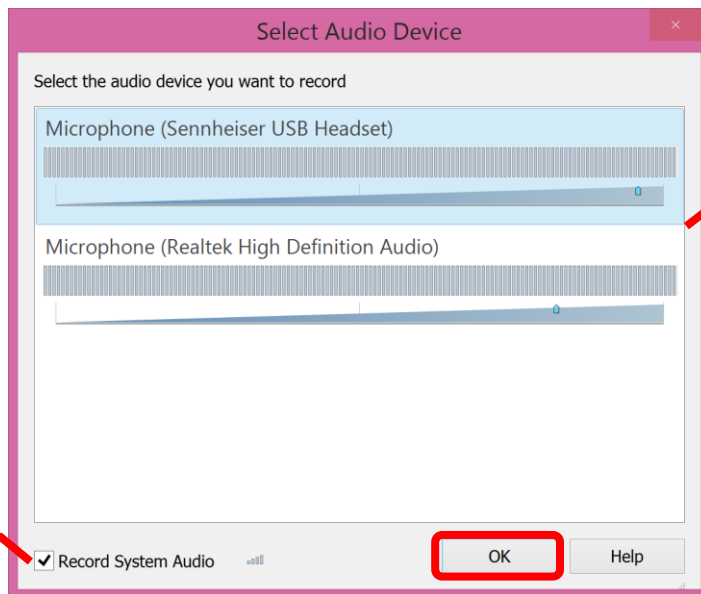 Select Audio Device
Select the audio device you want to record
Microphone (Sennheiser USB Headset)
Microphone (Realtek High Definition Audio)
Record System Audio
OK
Help